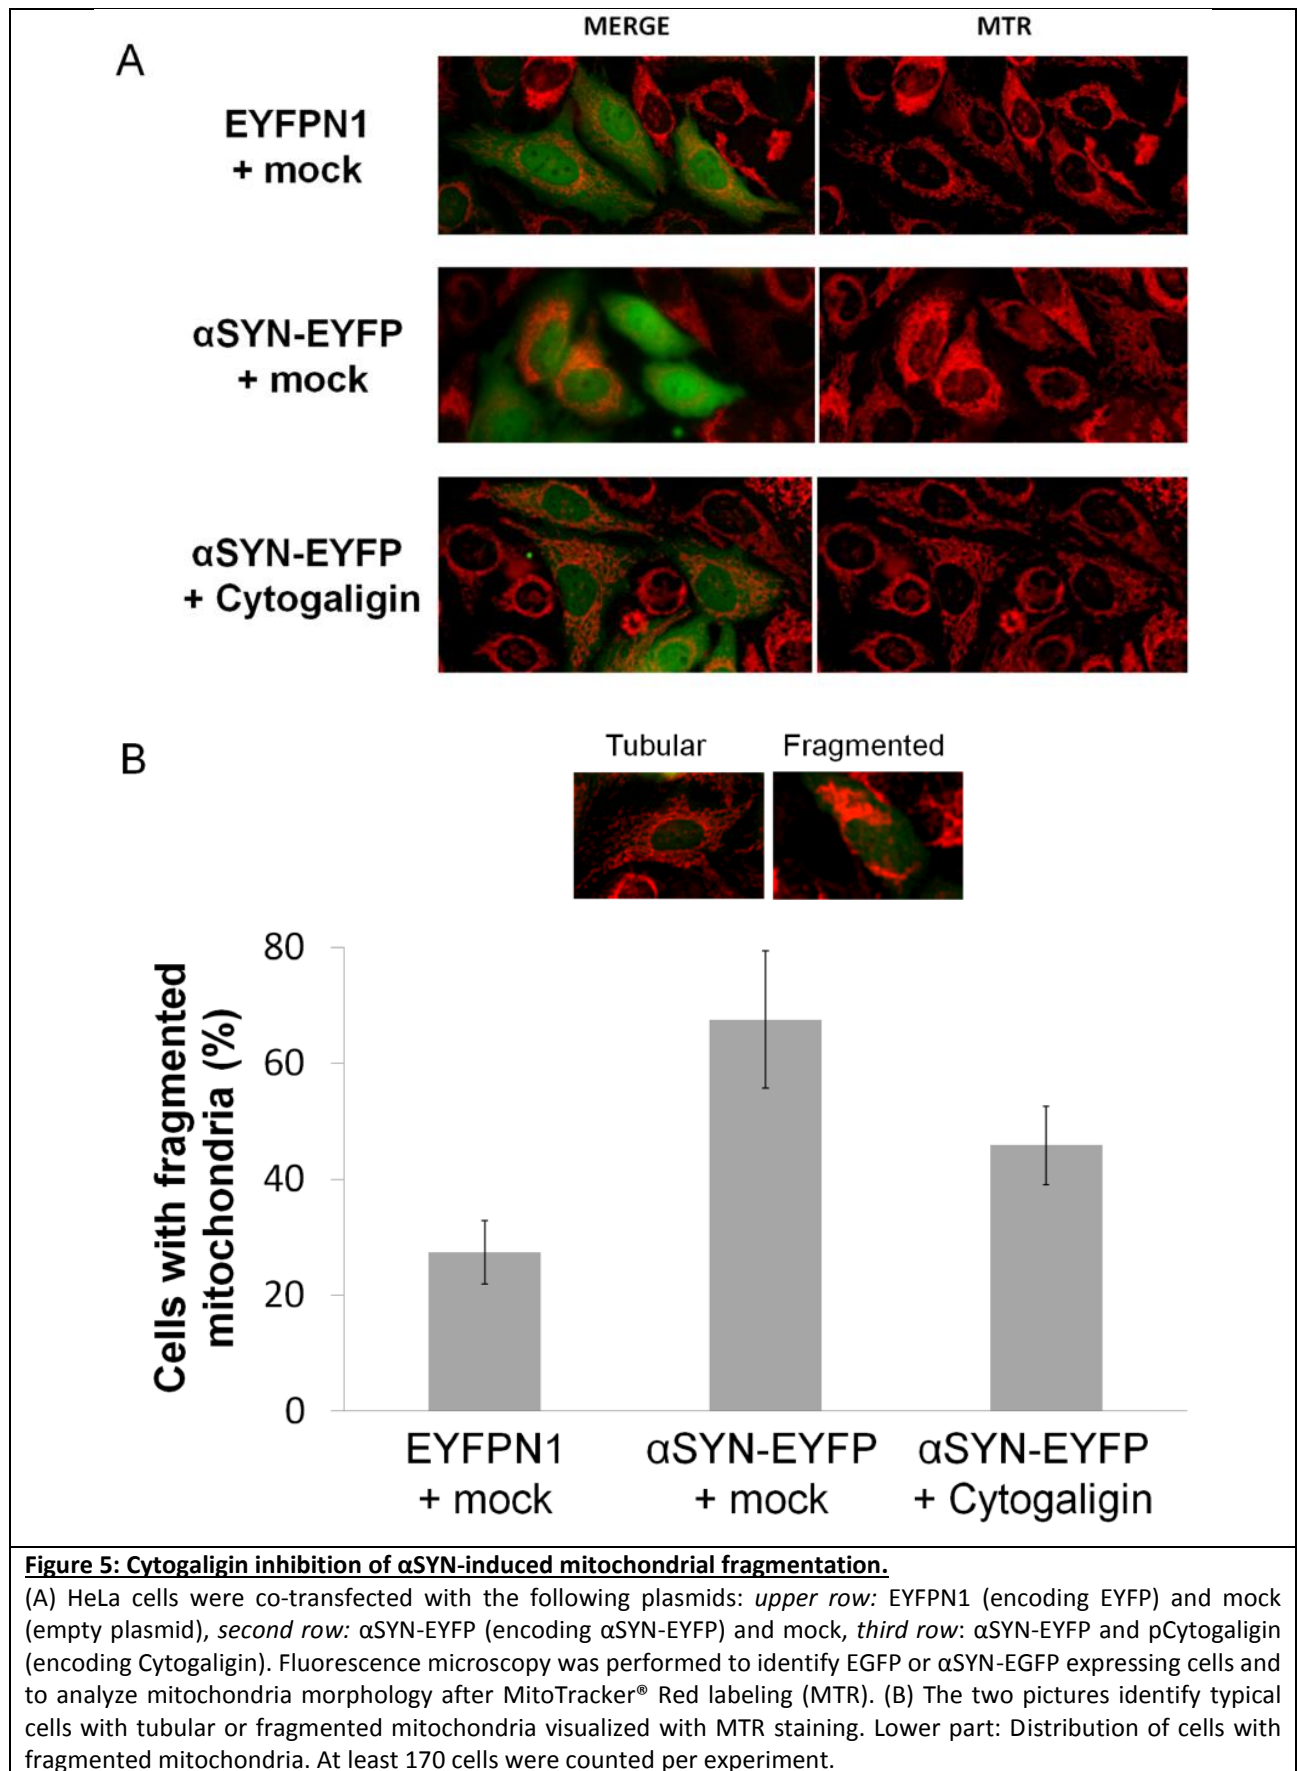 MERGE MTR
A
EYFPN1
+ mock
αSYN-EYFP
+ mock
αSYN-EYFP
+ Cytogaligin
B
Tubular Fragmented
Cells with fragmented
mitochondria (%)
80
60
40
20
0
EYFPN1
+ mock
αSYN-EYFP
+ mock
αSYN-EYFP
+ Cytogaligin
Figure 5: Cytogaligin inhibition of αSYN-induced mitochondrial fragmentation.
(A) HeLa cells were co-transfected with the following plasmids: upper row: EYFPN1 (encoding EYFP) and mock
(empty plasmid), second row: αSYN-EYFP (encoding αSYN-EYFP) and mock, third row: αSYN-EYFP and pCytogaligin
(encoding Cytogaligin). Fluorescence microscopy was performed to identify EGFP or αSYN-EGFP expressing cells and
to analyze mitochondria morphology after MitoTracker® Red labeling (MTR). (B) The two pictures identify typical
cells with tubular or fragmented mitochondria visualized with MTR staining. Lower part: Distribution of cells with
fragmented mitochondria. At least 170 cells were counted per experiment.